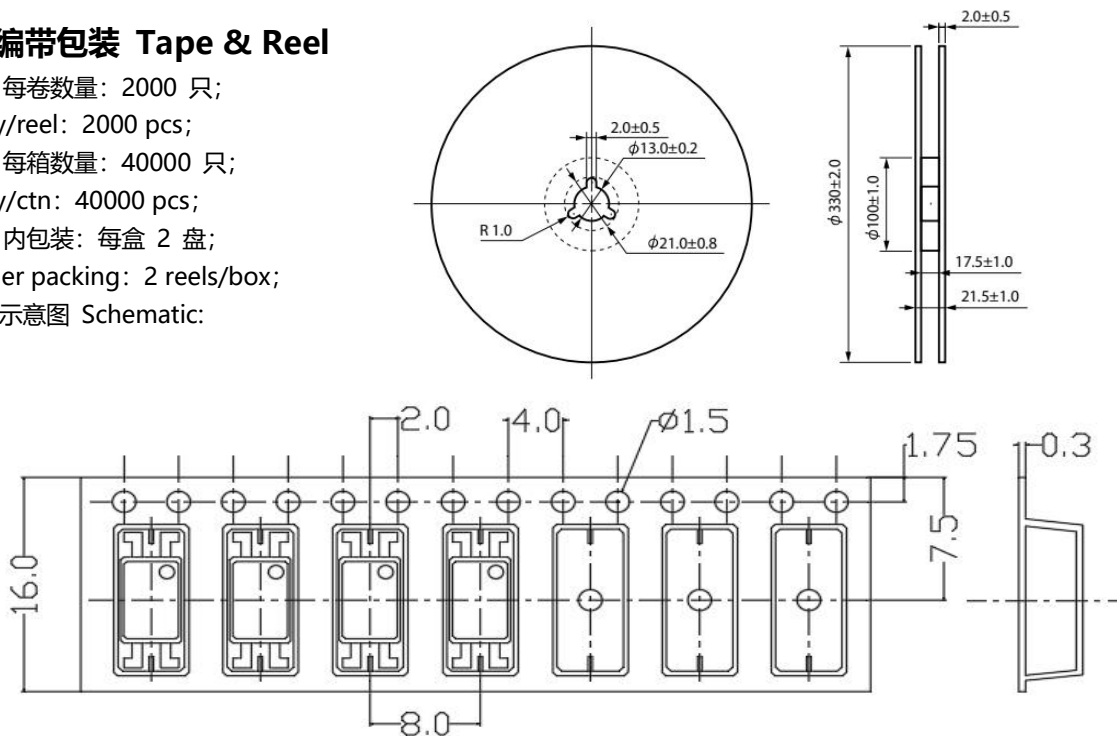 编带包装 Tape & Reel
每卷数量：2000 只；
y/reel：2000 pcs；
每箱数量：40000 只；
y/ctn：40000 pcs；
内包装：每盒 2 盘；
er packing：2 reels/box；
示意图 Schematic:
2.0±0.5
2.0±0.5
ϕ13.0±0.2
R 1.0
ϕ21.0±0.8
ϕ330±2.0
ϕ100±1.0
17.5±1.0
21.5±1.0
2.0
4.0
Ø1.5
1.75
0.3
16.0
7.5
8.0